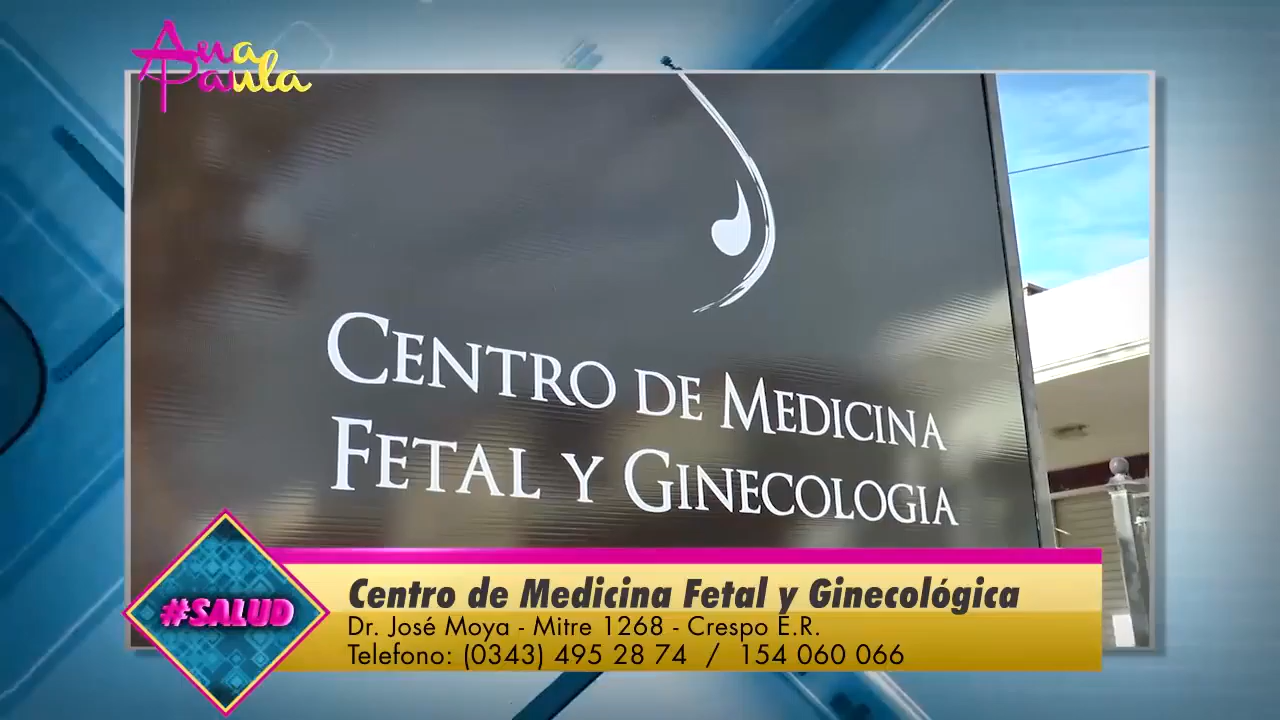 Ana
Paula
CENTRO DE MEDICINA
FETAL Y GINECOLOGIA
#SALUD
Centro de Medicina Fetal y Ginecológica
Dr. José Moya - Mitre 1268 - Crespo E.R.
Telefono: (0343) 495 28 74 / 154 060 066